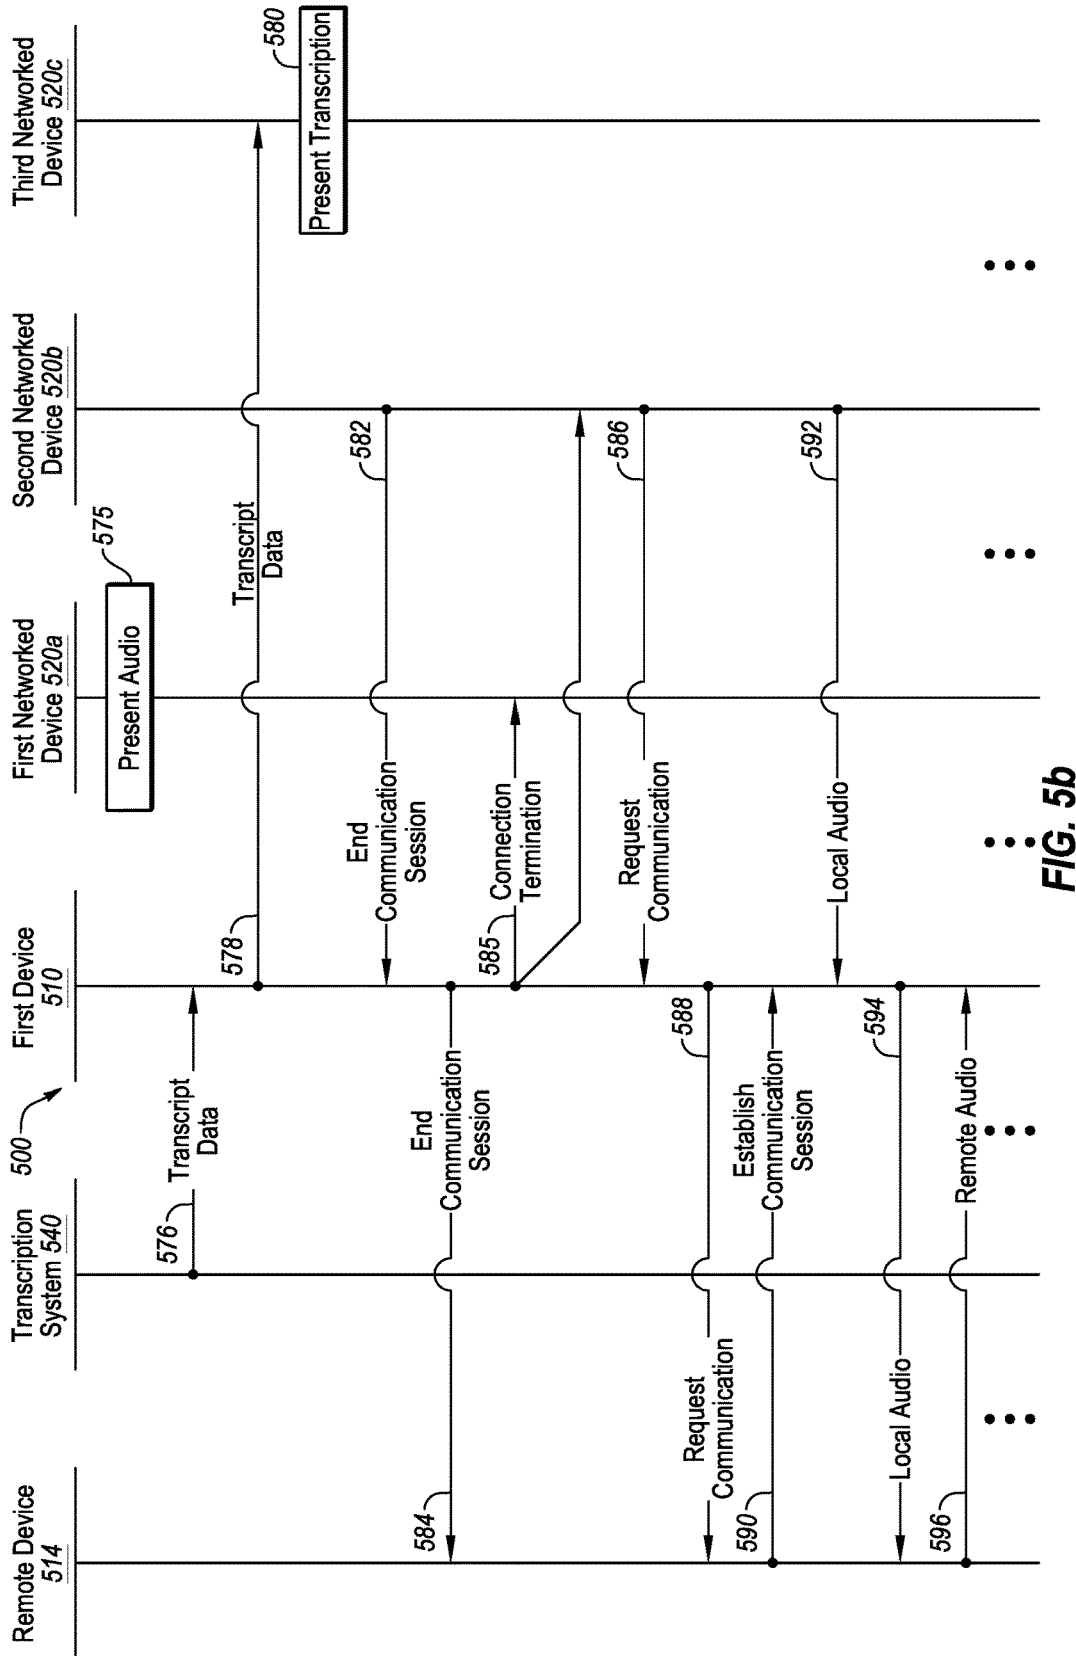 500
Remote Device
514
Transcription
System 540
First Device
510
First Networked
Device 520a
Second Networked
Device 520b
Third Networked
Device 520c
Present Audio
575
576
Transcript
Data
578
Transcript
Data
Present Transcription
580
End
Communication
Session
582
584
End
Communication
Session
585
Connection
Termination
Request
Communication
586
Request
Communication
588
590
Establish
Communication
Session
Local Audio
592
Local Audio
594
596
Remote Audio
FIG. 5b